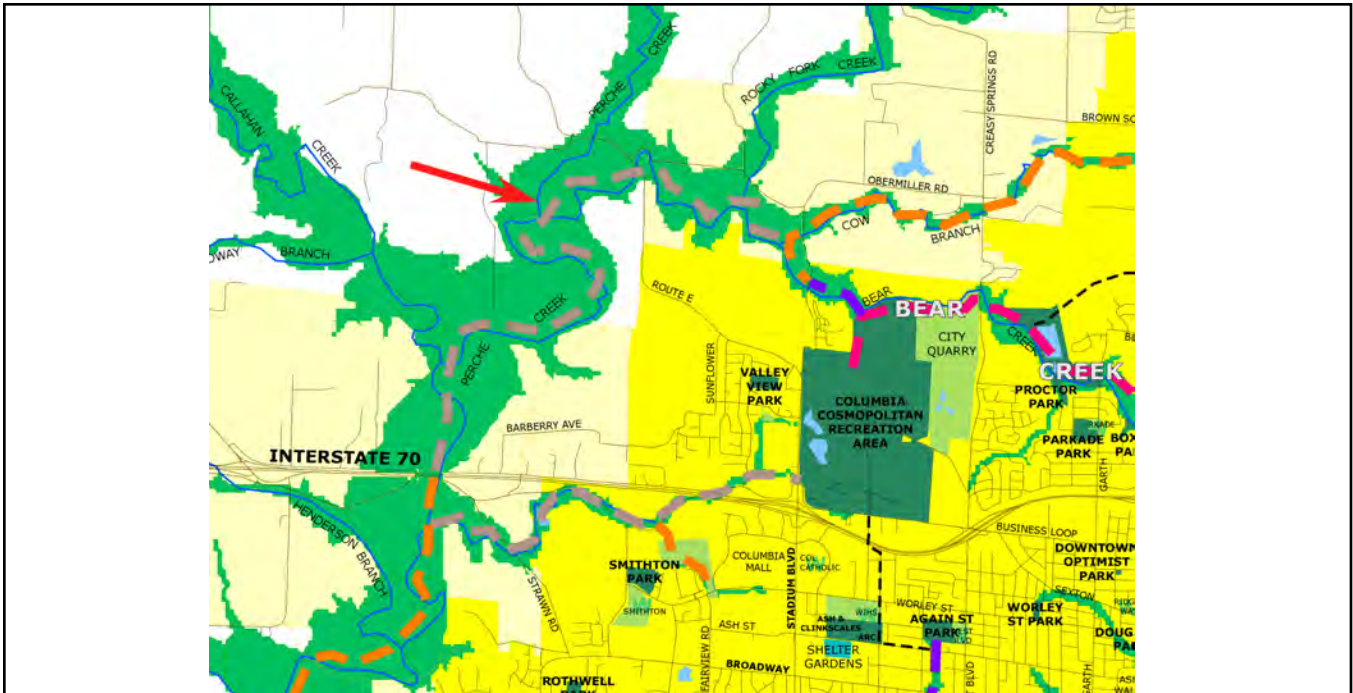 PERCHE
CREEK
ROCKY FORK CREEK
CREASY SPRINGS RD
CALLAHAN
CREEK
BROWN
OBERMILLER RD
COW
BRANCH
BRANCH
ROUTE E
BEAR
BEAR
CREEK
PERCHE
CREEK
CITY
QUARRY
SUNFLOWER
VALLEY
VIEW
PARK
CREEK
PROCTOR
PARK
COLUMBIA
COSMOPOLITAN
RECREATION
AREA
BARBERRY AVE
PARKADE
PARK
GARTH
INTERSTATE 70
HENDERSON BRANCH
BUSINESS LOOP
STRAWN RD
SMITHTON
PARK
SMITHTON
COLUMBIA
MALL
COL
CATHOLIC
STADIUM BLVD
DOWNTOWN
OPTIMIST
PARK
SEXTON
WORLEY ST
WORLEY
ST PARK
AGAIN ST
PARK
WJHS
ASH &
CLINKSCALES
ARC
ASH ST
SHELTER
GARDENS
FAIRVIEW RD
BROADWAY
GARTH
ROTHWELL